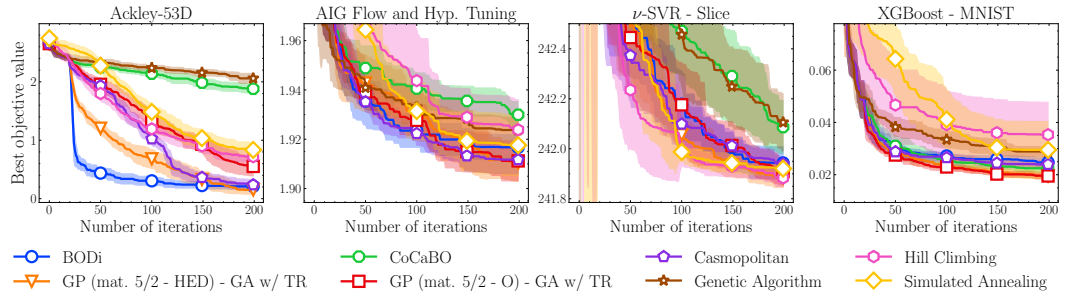 Ackley-53D
AIG Flow and Hyp. Tuning
ν-SVR - Slice
XGBoost - MNIST
Best objective value
2
1
0
0 50 100 150 200
Number of iterations
1.96
1.94
1.92
1.90
0 50 100 150 200
Number of iterations
242.4
242.2
242.0
241.8
0 50 100 150 200
Number of iterations
0.06
0.04
0.02
0 50 100 150 200
Number of iterations
BODi
CoCaBO
Casmopolitan
Hill Climbing
GP (mat. 5/2 - HED) - GA w/ TR
GP (mat. 5/2 - O) - GA w/ TR
Genetic Algorithm
Simulated Annealing